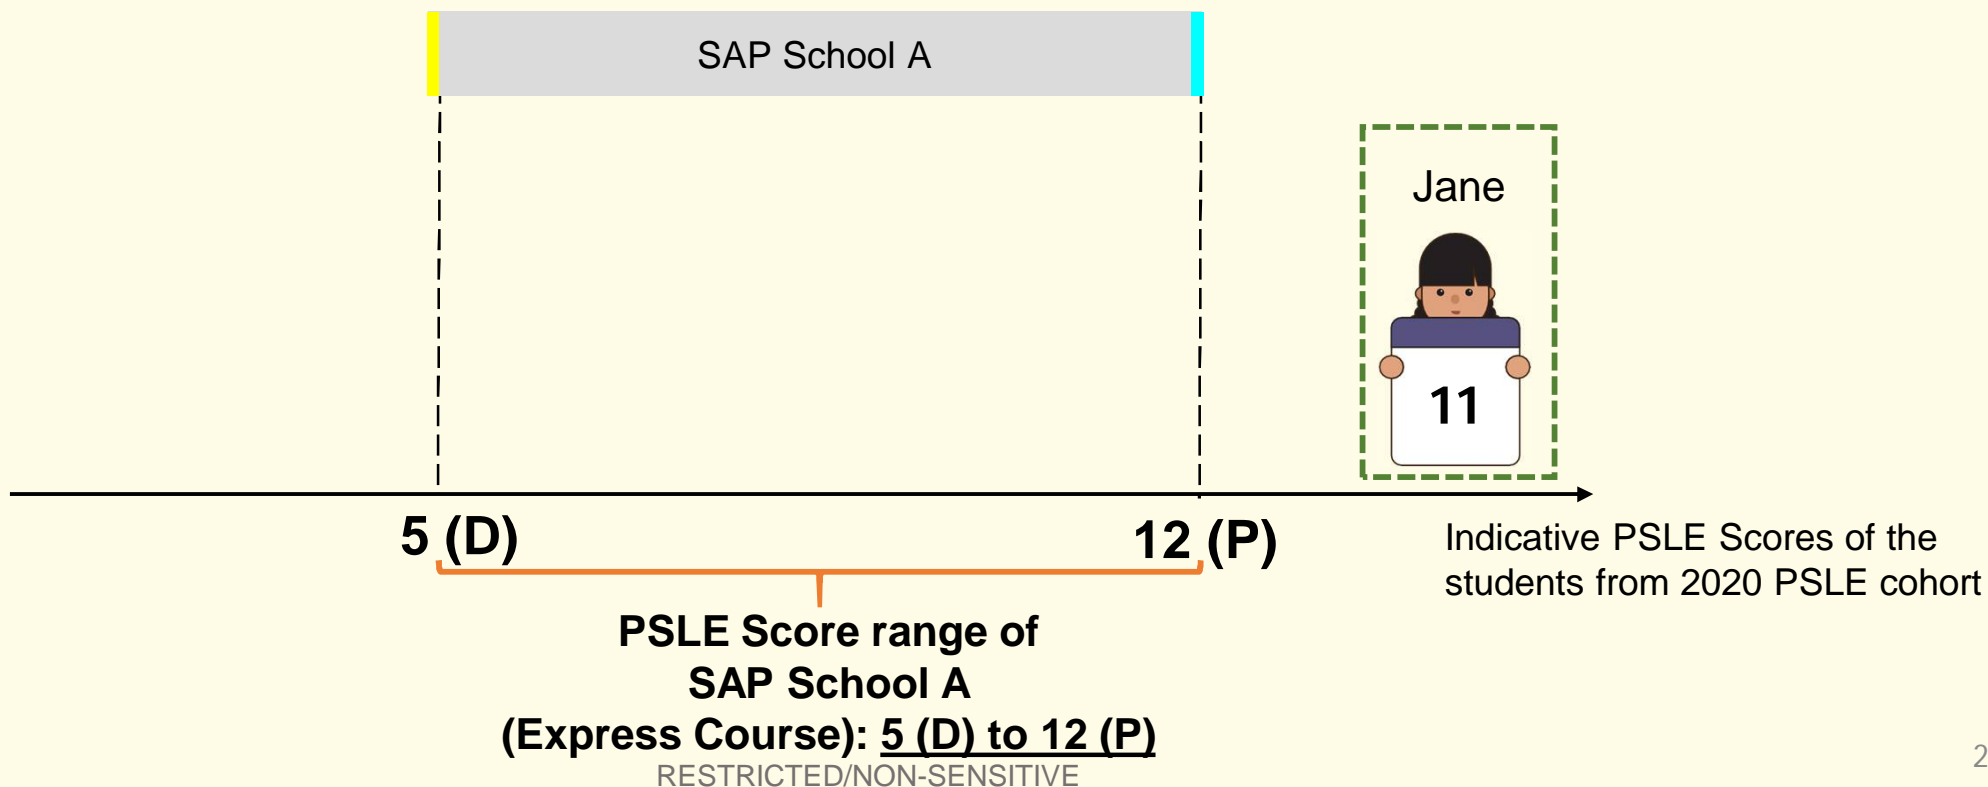 SAP School A
Jane
11
5 (D)
12 (P)
Indicative PSLE Scores of the
students from 2020 PSLE cohort
PSLE Score range of
SAP School A
(Express Course): 5 (D) to 12 (P)
RESTRICTED/NON-SENSITIVE
2